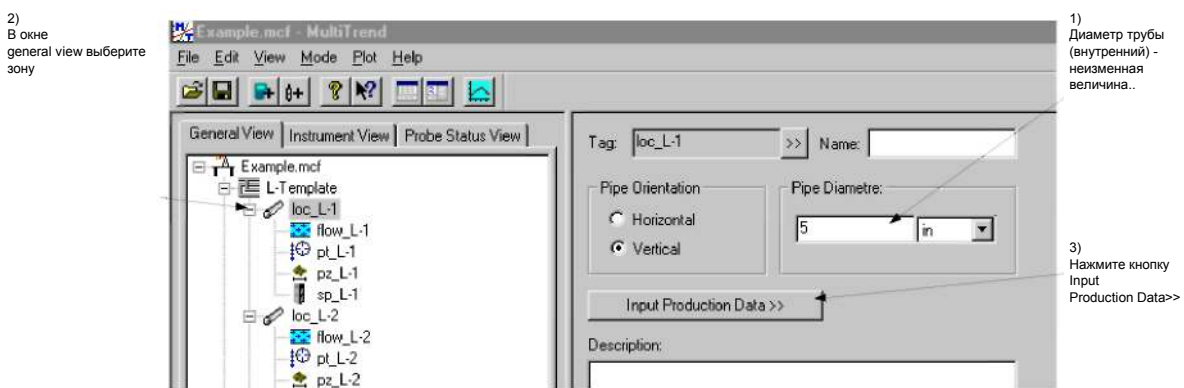 2)
В окне
general view выберите
зону
Example.mcf - MultiTrend
File Edit View Mode Plot Help
General View Instrument View Probe Status View
Example.mcf
L-Template
loc_L-1
flow_L-1
pt_L-1
pz_L-1
sp_L-1
loc_L-2
flow_L-2
pt_L-2
pz_L-2
Tag: loc_L-1 >> Name:
Pipe Orientation
Horizontal
Vertical
Pipe Diametre:
5 in
Input Production Data >>
Description:
1)
Диаметр трубы
(внутренний) -
неизменная
величина..
3)
Нажмите кнопку
Input
Production Data>>